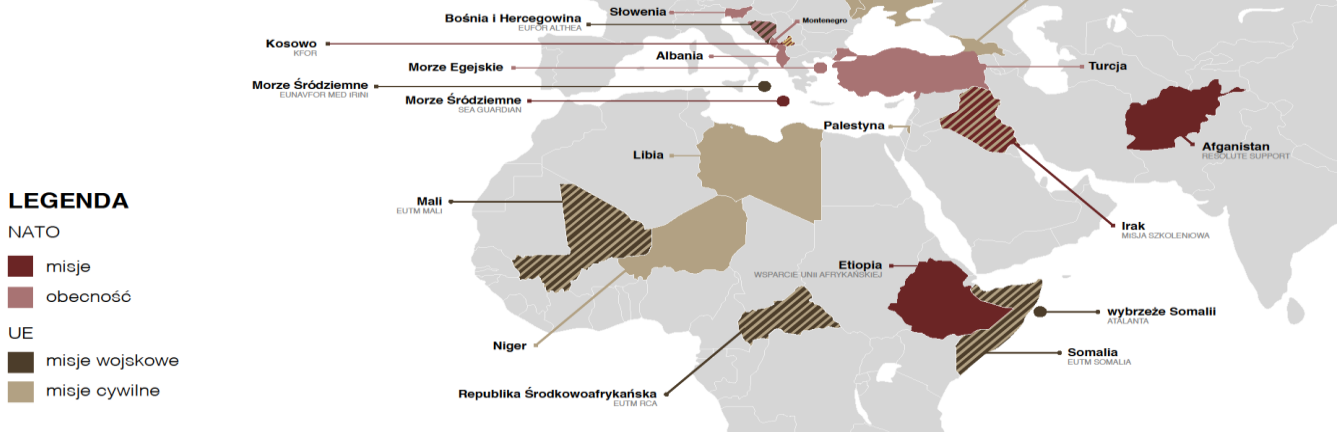 Słowenia
Bośnia i Hercegowina
EUFOR ALTHEA
Montenegro
Kosowo
KFOR
Albania
Morze Egejskie
Turcja
Morze Śródziemne
EUNAVFOR MED IRINI
Morze Śródziemne
SEA GUARDIAN
Palestyna
Afganistan
RESOLUTE SUPPORT
Libia
LEGENDA
NATO
misje
obecność
UE
misje wojskowe
misje cywilne
Mali
EUTM MALI
Irak
MISJA SZKOLENIOWA
Etiopia
WSPARCIE UNII AFRYKAŃSKIEJ
wybrzeże Somalii
ATALANTA
Niger
Somalia
EUTM SOMALIA
Republika Środkowoafrykańska
EUTM RCA